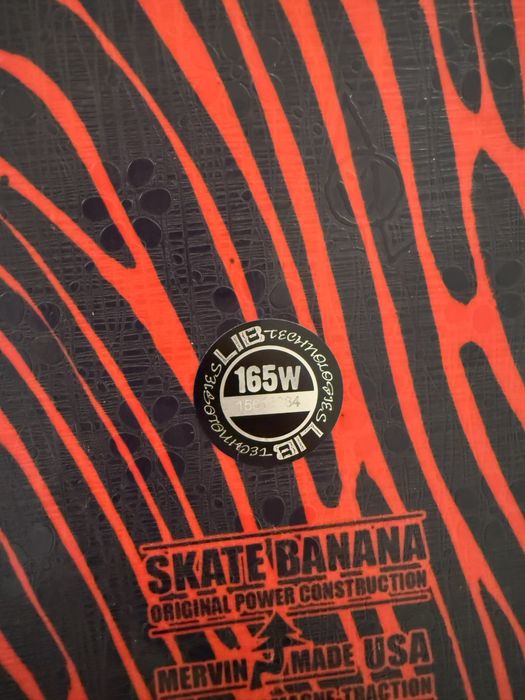 LIB TECHNOLOGIES
165W
LIB TECHNOLOGIES
SKATE BANANA
ORIGINAL POWER CONSTRUCTION
MERVIN MADE USA